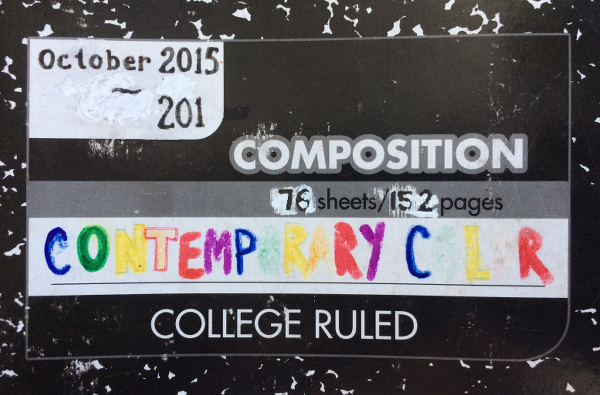 October 2015
~
201
COMPOSITION
76 sheets/152 pages
CONTEMPORARY COLOR
COLLEGE RULED